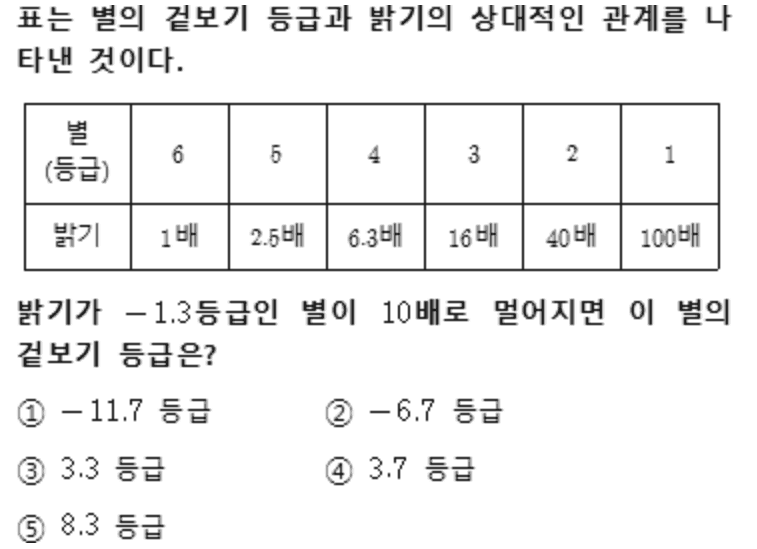 표는 별의 겉보기 등급과 밝기의 상대적인 관계를 나
타낸 것이다.
별
(등급) 6 5 4 3 2 1
밝기 1배 2.5배 6.3배 16배 40배 100배
밝기가 −1.3등급인 별이 10배로 멀어지면 이 별의
겉보기 등급은?
① −11.7 등급 ② −6.7 등급
③ 3.3 등급 ④ 3.7 등급
⑤ 8.3 등급